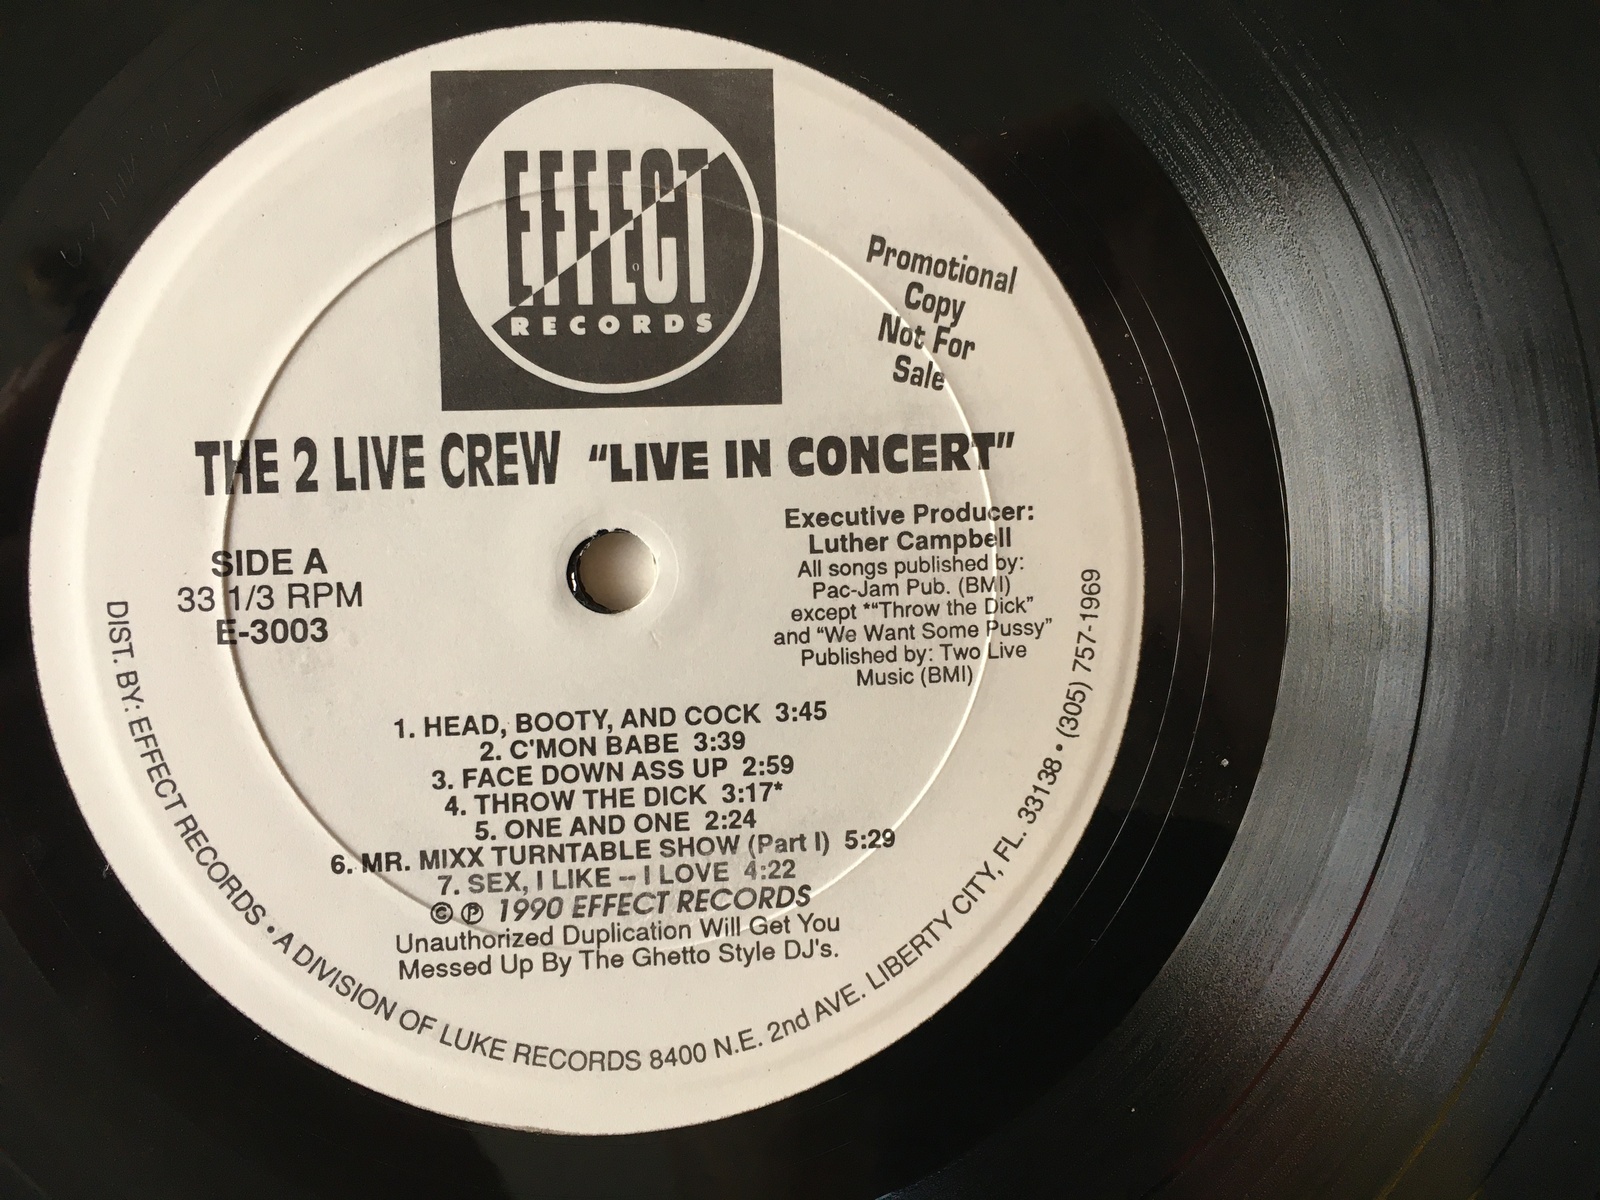 EFFECT
RECORDS
Promotional
Copy
Not For
Sale
THE 2 LIVE CREW "LIVE IN CONCERT"
SIDE A
33 1/3 RPM
E-3003
Executive Producer:
Luther Campbell
All songs published by:
Pac-Jam Pub. (BMI)
except *"Throw the Dick"
and "We Want Some Pussy"
Published by: Two Live
Music (BMI)
1. HEAD, BOOTY, AND COCK 3:45
2. C'MON BABE 3:39
3. FACE DOWN ASS UP 2:59
4. THROW THE DICK 3:17*
5. ONE AND ONE 2:24
6. MR. MIXX TURNTABLE SHOW (Part I) 5:29
7. SEX, I LIKE -- I LOVE 4:22
© ℗ 1990 EFFECT RECORDS
Unauthorized Duplication Will Get You
Messed Up By The Ghetto Style DJ's.
DIST. BY: EFFECT RECORDS • A DIVISION OF LUKE RECORDS 8400 N.E. 2nd AVE. LIBERTY CITY, FL. 33138 • (305) 757-1969